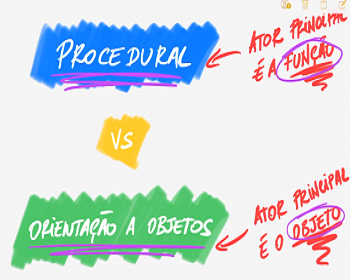 PROCEDURAL
ATOR PRINCIPAL
É A FUNÇÃO
VS
ORIENTAÇÃO A OBJETOS
ATOR PRINCIPAL
É O OBJETO